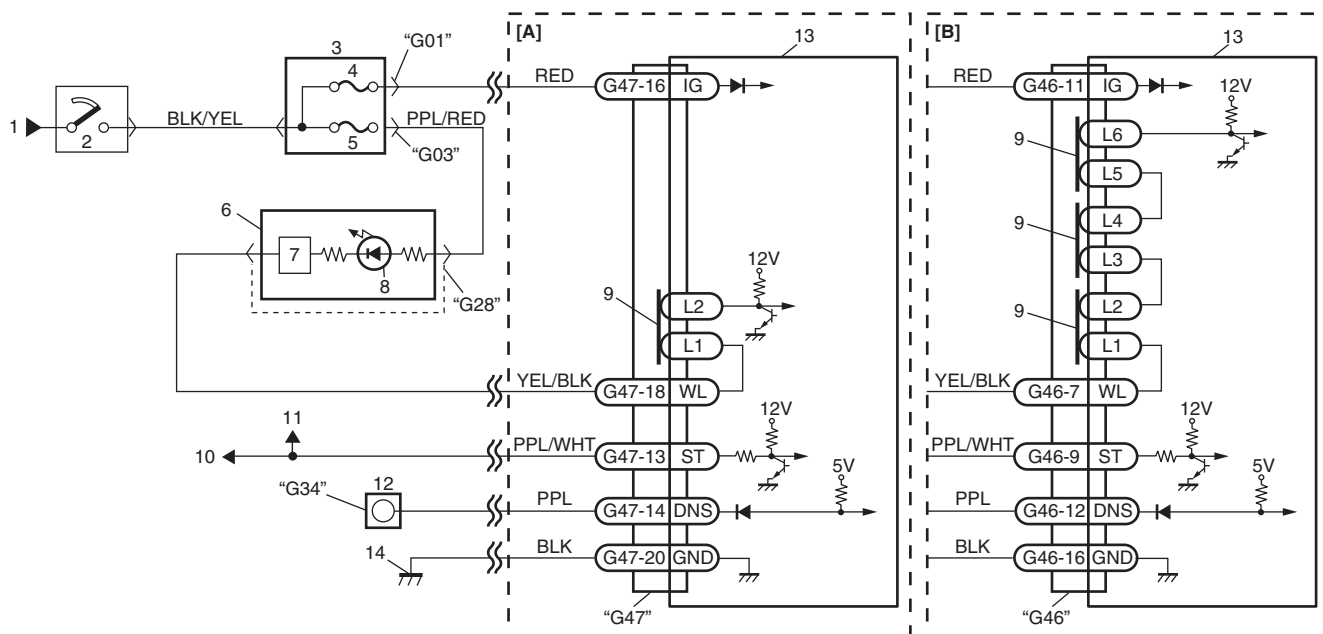 [A]
[B]
3
"G01"
13
13
4
RED
G47-16 IG
RED
G46-11 IG
12V
1
2
BLK/YEL
5
PPL/RED
"G03"
9
L6
L5
6
7
8
"G28"
9
L4
L3
12V
9
L2
L1
9
L2
L1
YEL/BLK
G47-18 WL
YEL/BLK
G46-7 WL
11
10
PPL/WHT
G47-13 ST
12V
PPL/WHT
G46-9 ST
12V
"G34"
12
PPL
G47-14 DNS
5V
PPL
G46-12 DNS
5V
14
BLK
G47-20 GND
BLK
G46-16 GND
"G47"
"G46"